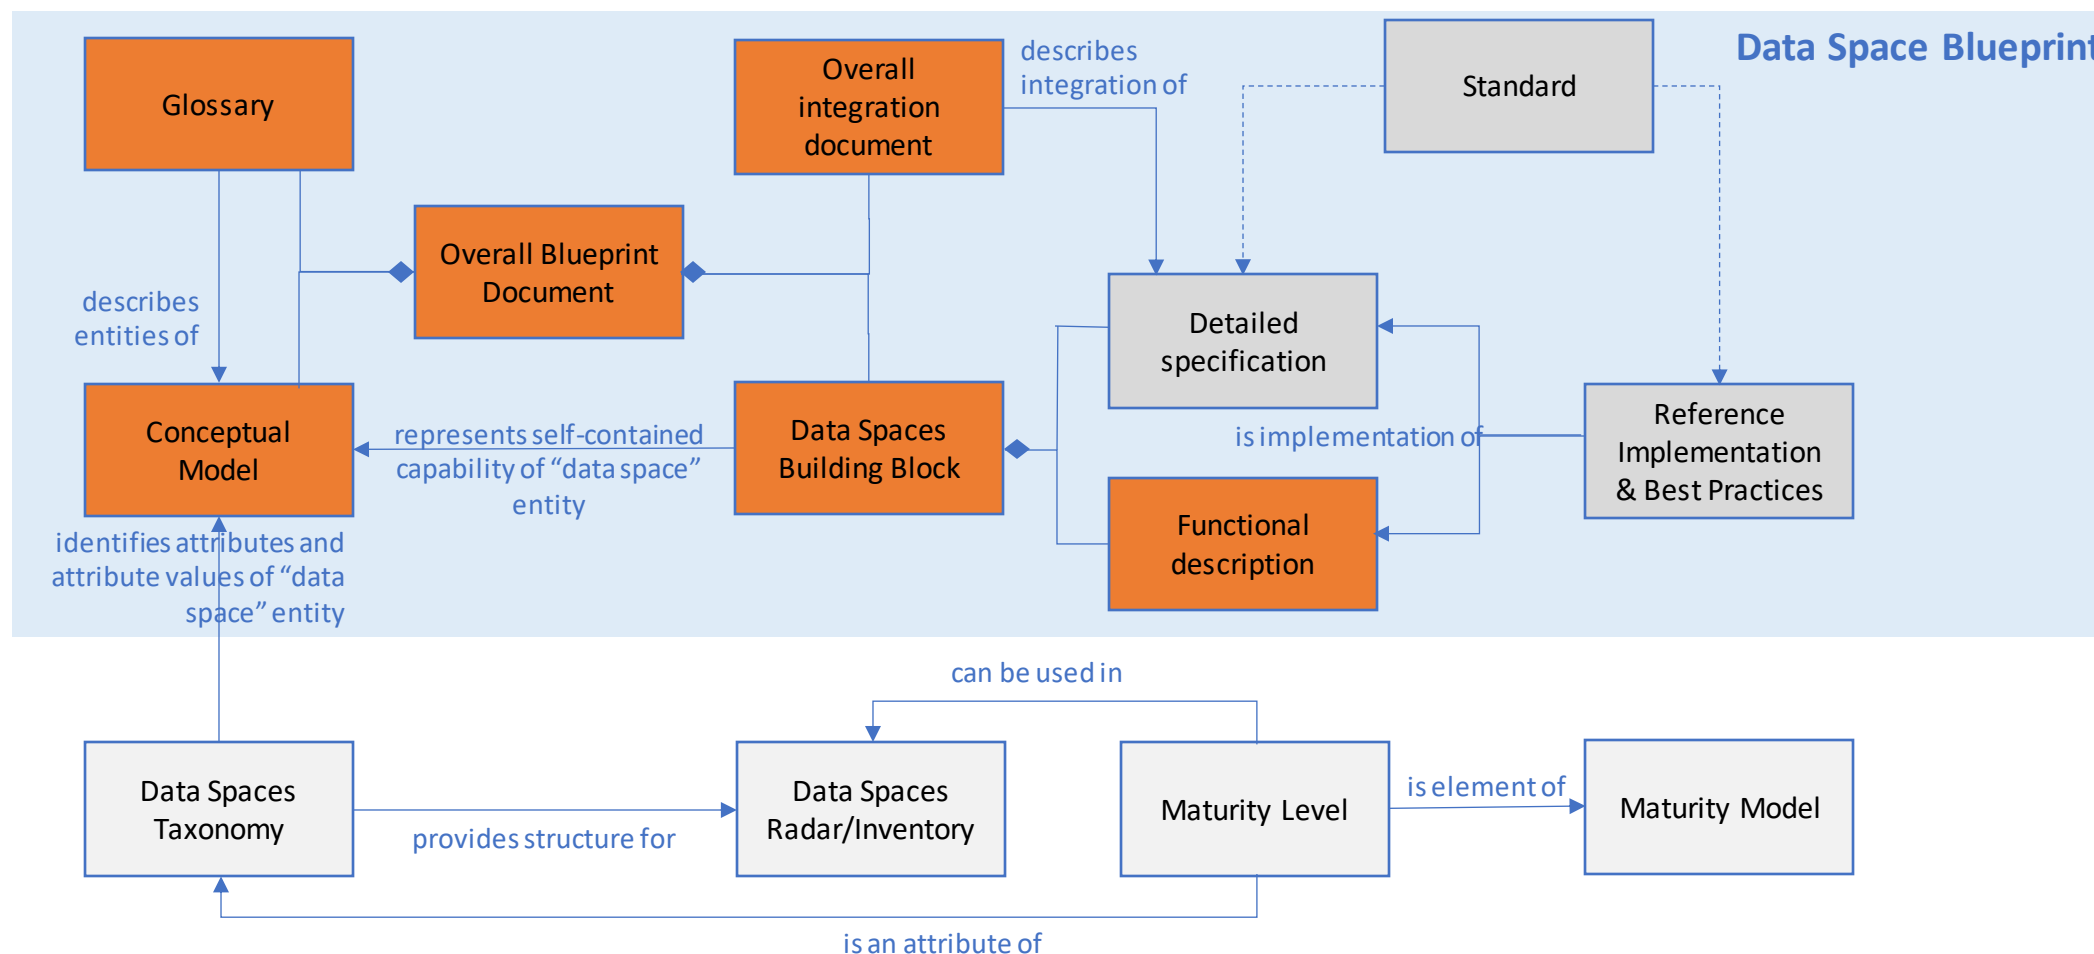 Data Space Blueprint
Glossary
Overall
integration
document
describes
integration of
Standard
Overall Blueprint
Document
describes
entities of
Detailed
specification
Conceptual
Model
represents self-contained
capability of “data space”
entity
Data Spaces
Building Block
is implementation of
Reference
Implementation
& Best Practices
Functional
description
identifies attributes and
attribute values of “data
space” entity
can be used in
Data Spaces
Taxonomy
provides structure for
Data Spaces
Radar/Inventory
Maturity Level
is element of
Maturity Model
is an attribute of